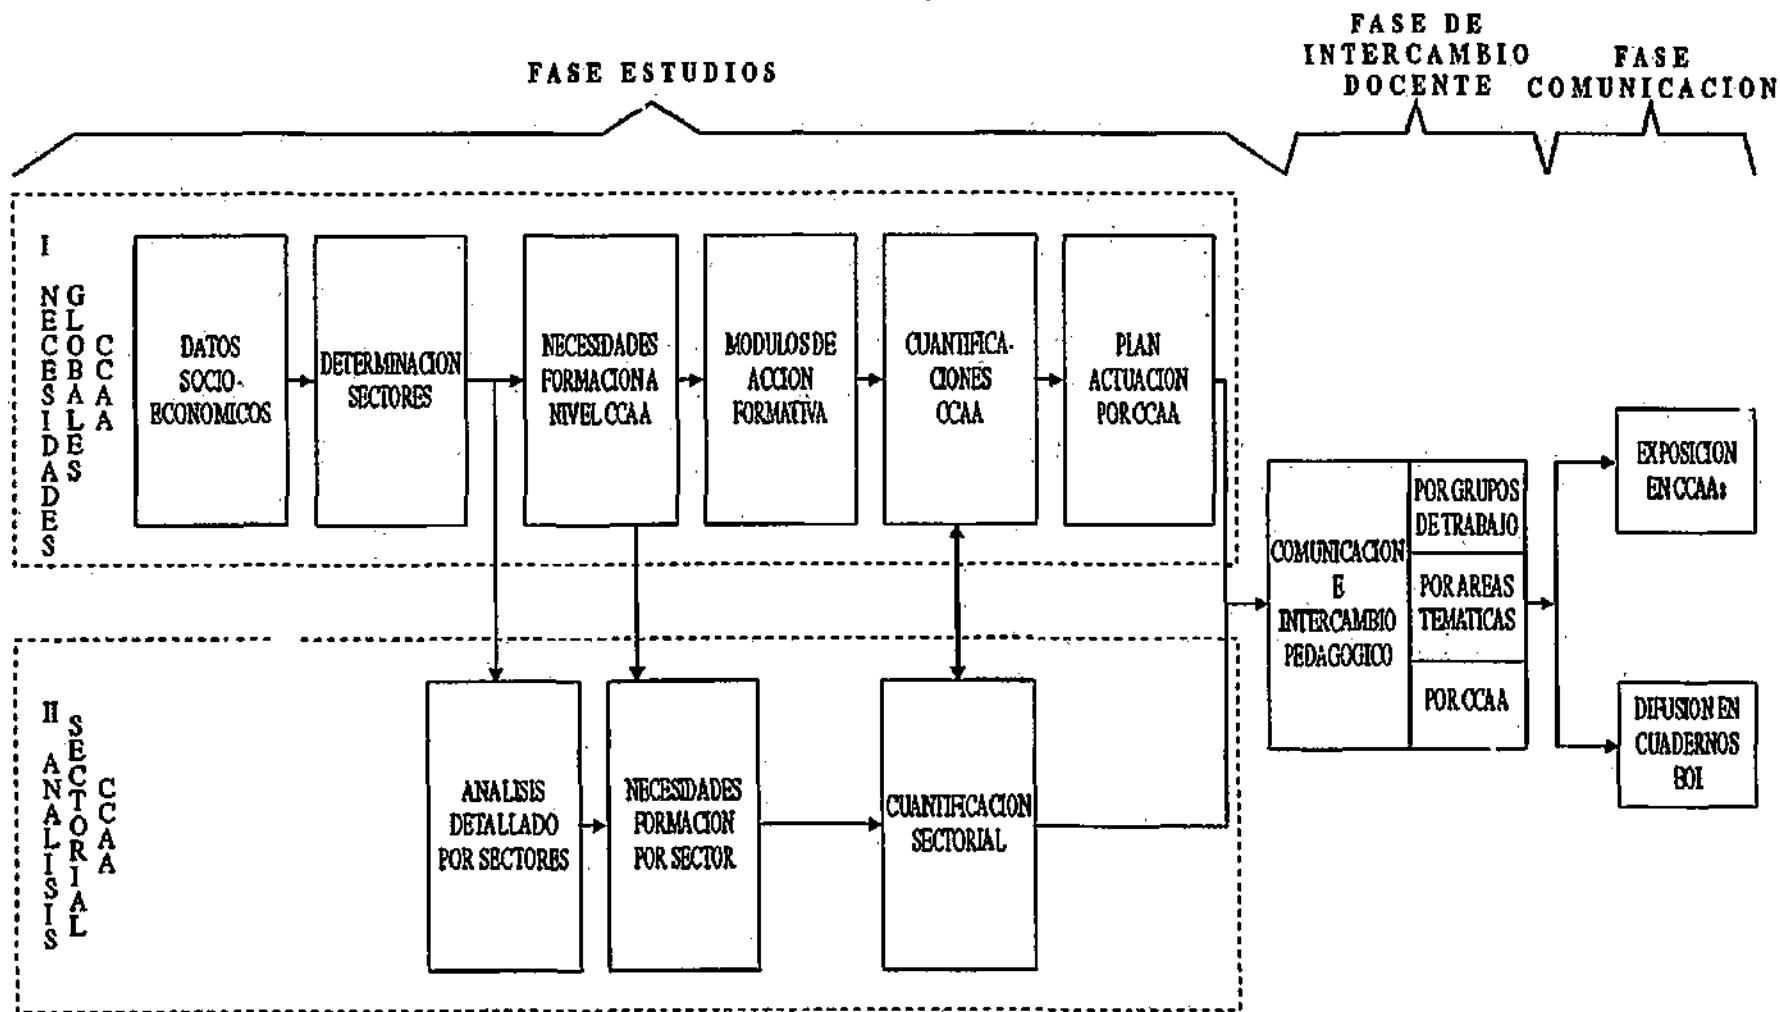 FASE ESTUDIOS
FASE DE
INTERCAMBIO
DOCENTE
FASE
COMUNICACION
I NECESIDADES
GLOBALES
CCAA
DATOS
SOCIO-
ECONOMICOS
DETERMINACION
SECTORES
NECESIDADES
FORMACION A
NIVEL CCAA
MODULOS DE
ACCION
FORMATIVA
CUANTIFICA-
CIONES
CCAA
PLAN
ACTUACION
POR CCAA
COMUNICACION
E
INTERCAMBIO
PEDAGOGICO
POR GRUPOS
DE TRABAJO
POR AREAS
TEMATICAS
POR CCAA
EXPOSICION
EN CCAA:
DIFUSION EN
CUADERNOS
EOI
II ANALISIS
SECTORIAL
CCAA
ANALISIS
DETALLADO
POR SECTORES
NECESIDADES
FORMACION
POR SECTOR
CUANTIFICACION
SECTORIAL